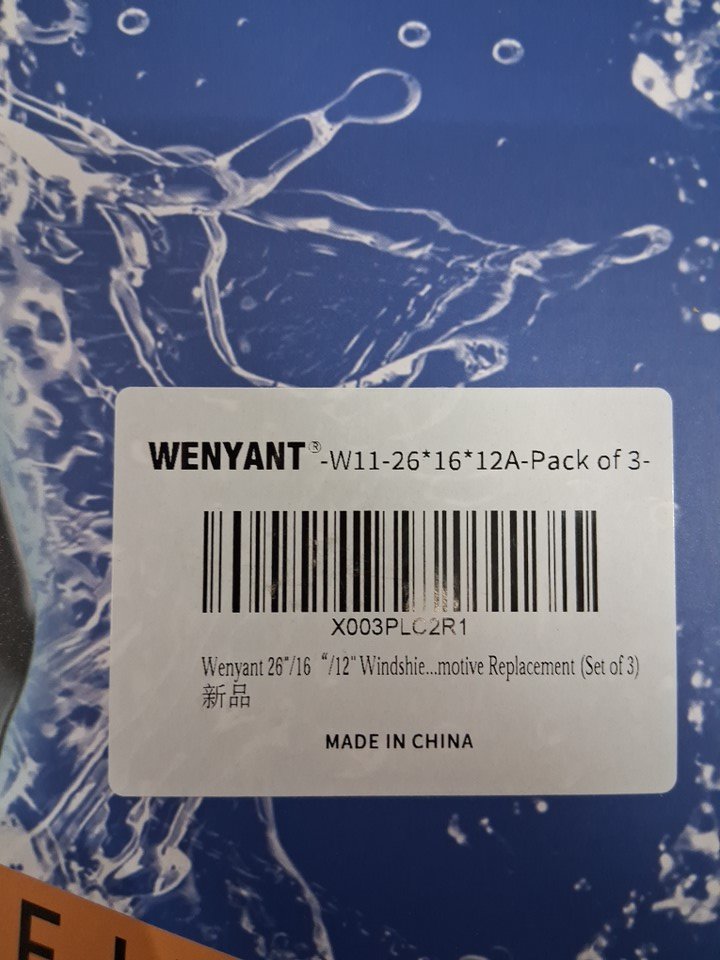 WENYANT®-W11-26*16*12A-Pack of 3-
X003PLC2R1
Wenyant 26"/16 “/12" Windshie...motive Replacement (Set of 3)
新品
MADE IN CHINA